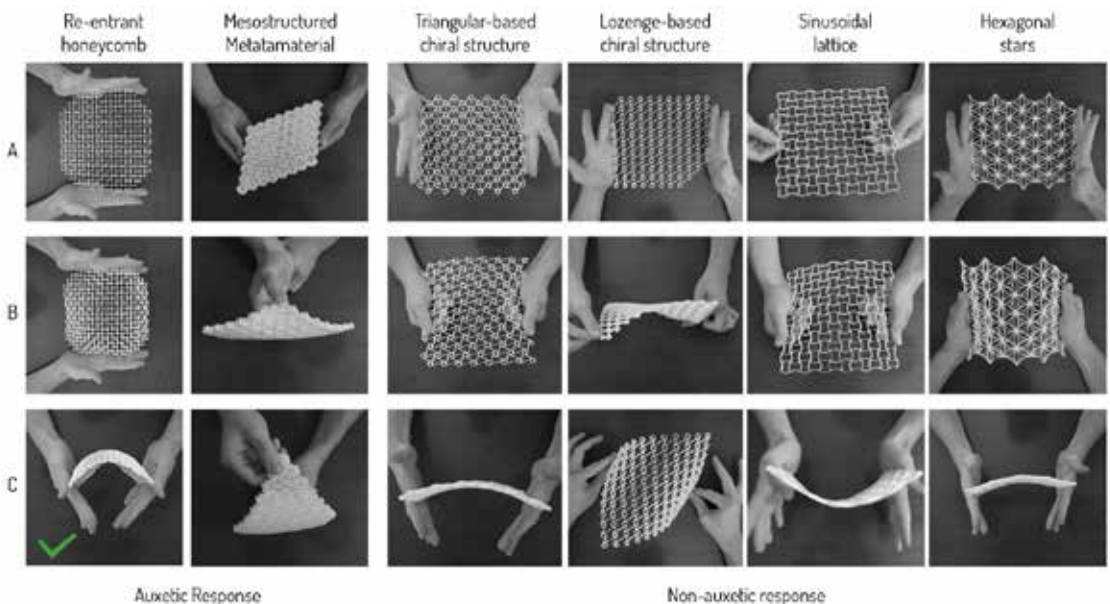 Re-entrant
honeycomb
Mesostructured
Metatamaterial
Triangular-based
chiral structure
Lozenge-based
chiral structure
Sinusoidal
lattice
Hexagonal
stars
A
B
C
Auxetic Response
Non-auxetic response